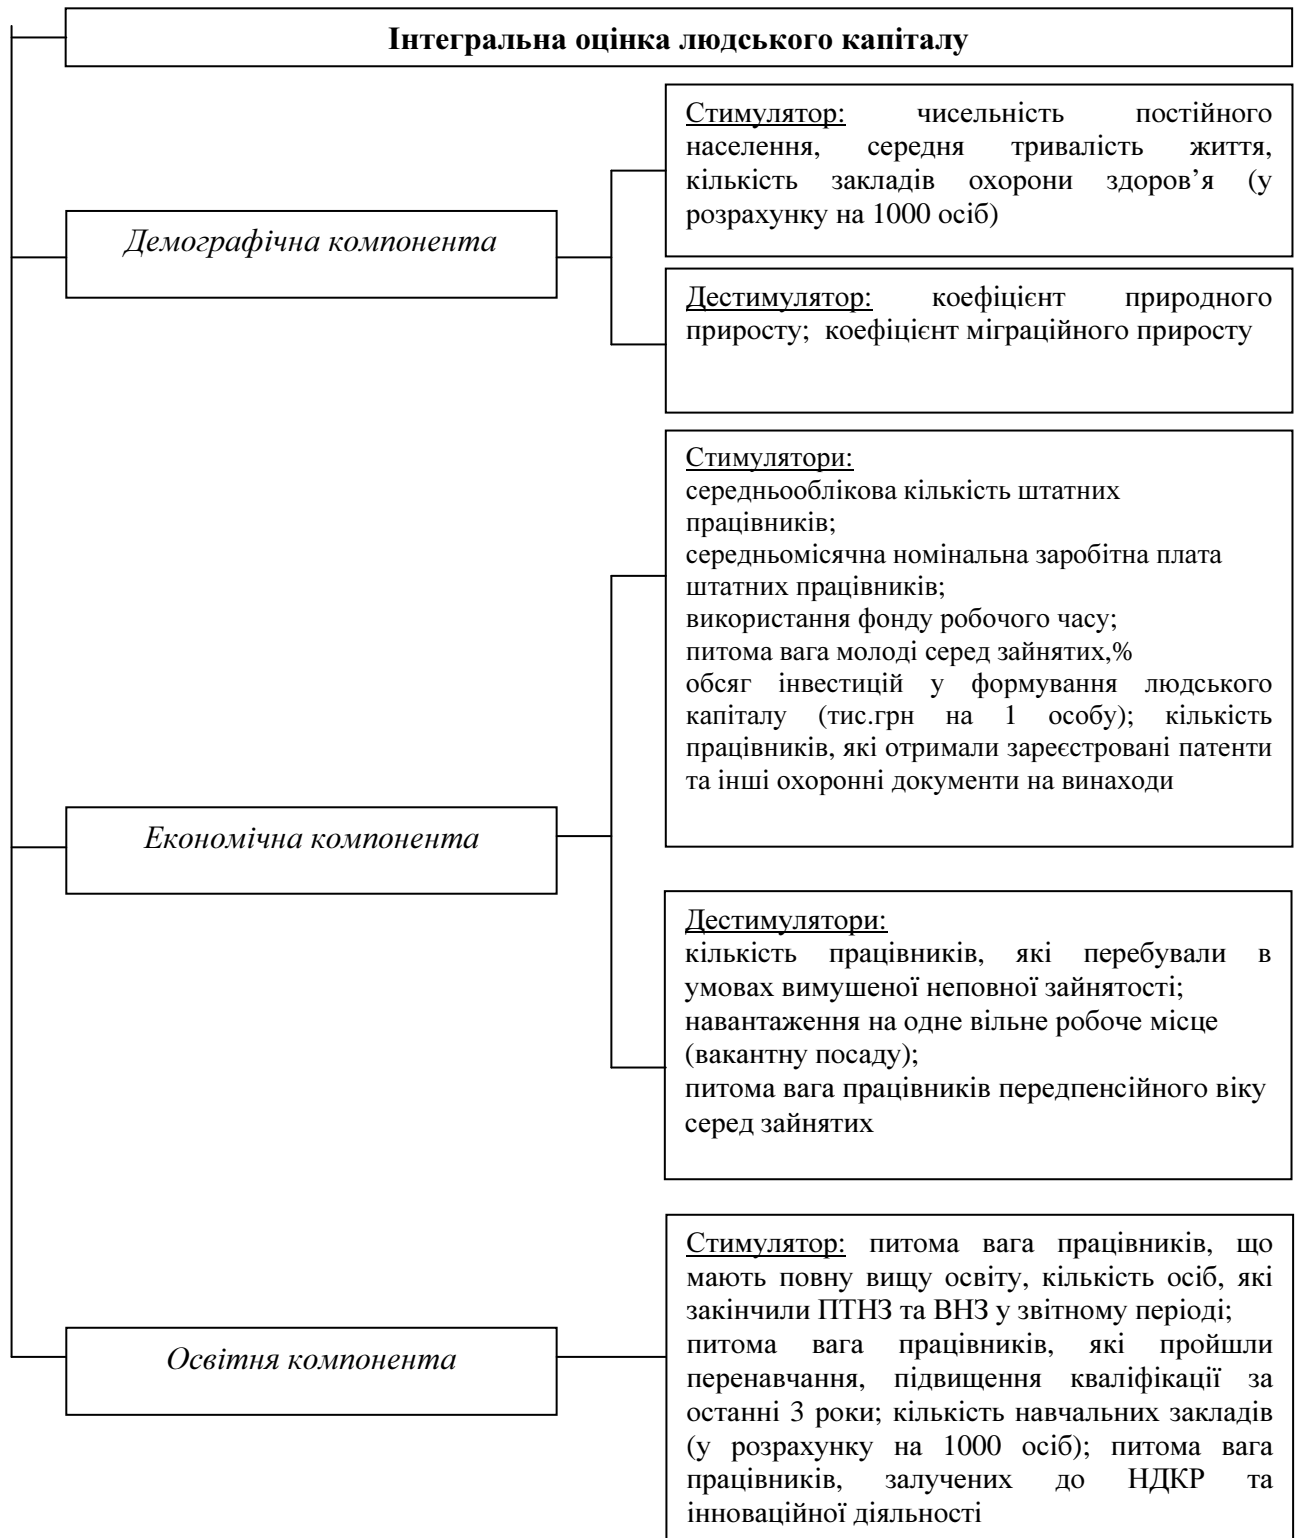 Інтегральна оцінка людського капіталу
Стимулятор: чисельність постійного
населення, середня тривалість життя,
кількість закладів охорони здоров’я (у
розрахунку на 1000 осіб)
Демографічна компонента
Дестимулятор: коефіцієнт природного
приросту; коефіцієнт міграційного приросту
Стимулятори:
середньооблікова кількість штатних
працівників;
середньомісячна номінальна заробітна плата
штатних працівників;
використання фонду робочого часу;
питома вага молоді серед зайнятих,%
обсяг інвестицій у формування людського
капіталу (тис.грн на 1 особу); кількість
працівників, які отримали зареєстровані патенти
та інші охоронні документи на винаходи
Економічна компонента
Дестимулятори:
кількість працівників, які перебували в
умовах вимушеної неповної зайнятості;
навантаження на одне вільне робоче місце
(вакантну посаду);
питома вага працівників передпенсійного віку
серед зайнятих
Освітня компонента
Стимулятор: питома вага працівників, що
мають повну вищу освіту, кількість осіб, які
закінчили ПТНЗ та ВНЗ у звітному періоді;
питома вага працівників, які пройшли
перенавчання, підвищення кваліфікації за
останні 3 роки; кількість навчальних закладів
(у розрахунку на 1000 осіб); питома вага
працівників, залучених до НДКР та
інноваційної діяльності